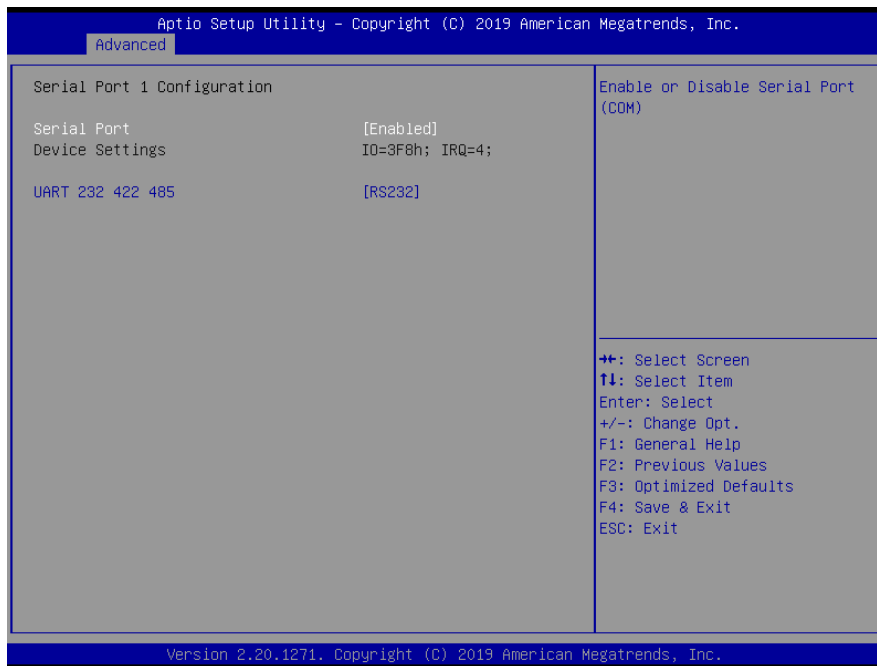 Aptio Setup Utility – Copyright (C) 2019 American Megatrends, Inc.
Advanced
Serial Port 1 Configuration
Serial Port [Enabled]
Device Settings IO=3F8h; IRQ=4;
UART 232 422 485 [RS232]
Enable or Disable Serial Port
(COM)
→←: Select Screen
↑↓: Select Item
Enter: Select
+/-: Change Opt.
F1: General Help
F2: Previous Values
F3: Optimized Defaults
F4: Save & Exit
ESC: Exit
Version 2.20.1271. Copyright (C) 2019 American Megatrends, Inc.